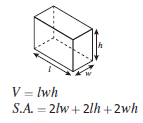 h
l
w
V = lwh
S.A. = 2lw + 2lh + 2wh